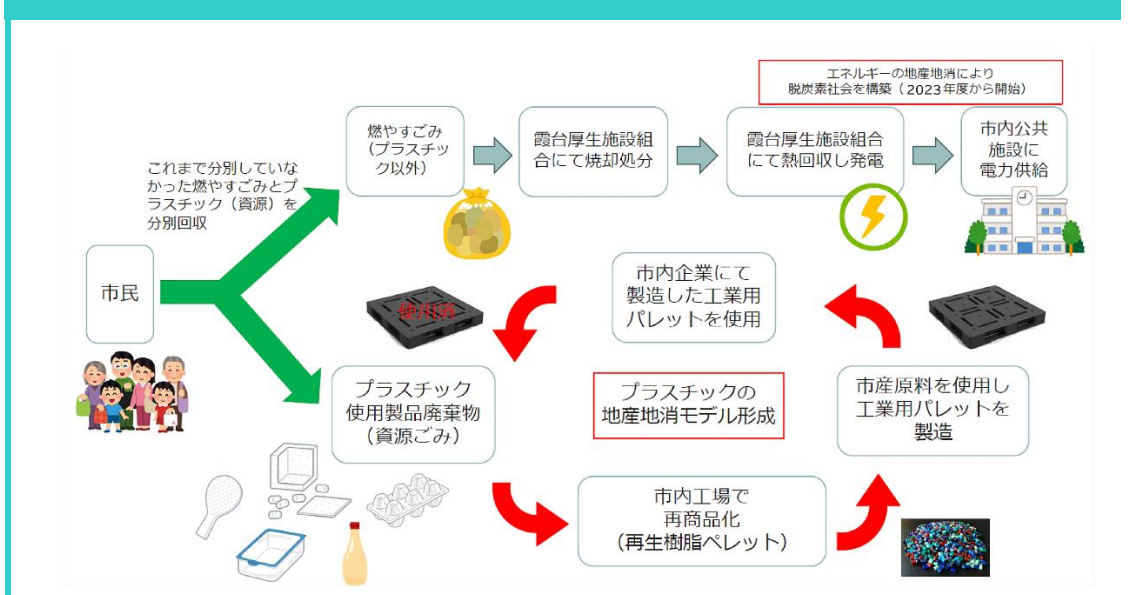 エネルギーの地産地消により
脱炭素社会を構築（2023年度から開始）
これまで分別していな
かった燃やすごみとプ
ラスチック（資源）を
分別回収
燃やすごみ
（プラスチッ
ク以外）
霞台厚生施設組
合にて焼却処分
霞台厚生施設組合
にて熱回収し発電
市内公共
施設に
電力供給
市民
市内企業にて
製造した工業用
パレットを使用
使用済
プラスチック
使用製品廃棄物
（資源ごみ）
プラスチックの
地産地消モデル形成
市産原料を使用し
工業用パレットを
製造
市内工場で
再商品化
（再生樹脂ペレット）